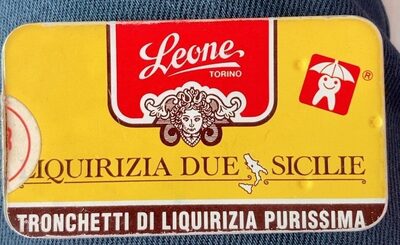 Leone
TORINO
®
LIQUIRIZIA DUE SICILIE
TRONCHETTI DI LIQUIRIZIA PURISSIMA